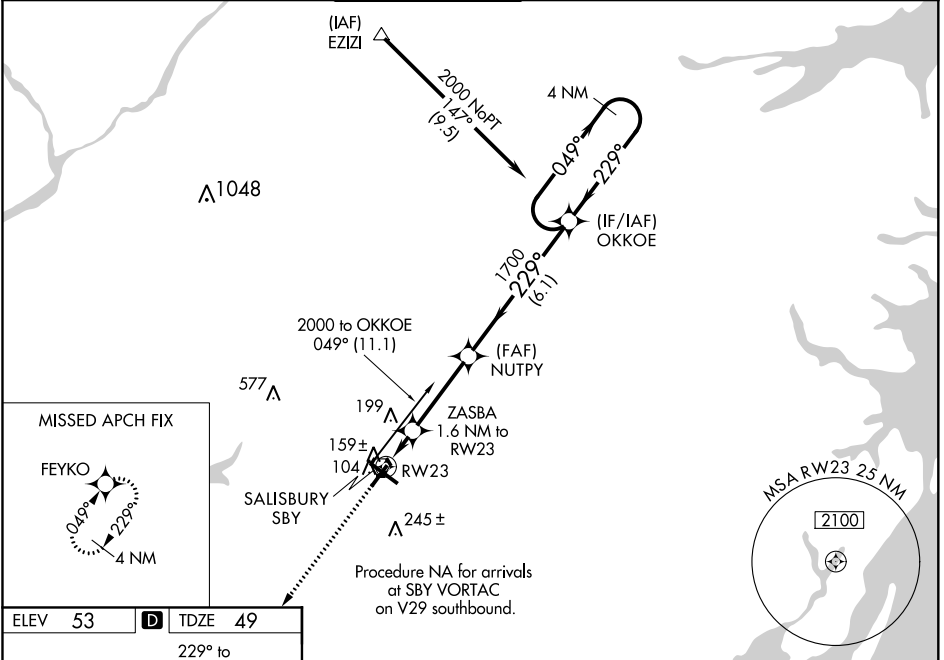 (IAF)
EZIZI
2000 NoPT
147°
(9.5)
4 NM
049°
229°
1048
(IF/IAF)
OKKOE
1700
229°
(6.1)
2000 to OKKOE
049° (11.1)
(FAF)
NUTPY
577
199
ZASBA
1.6 NM to
RW23
159±
104
RW23
SALISBURY
SBY
245±
MISSED APCH FIX
FEYKO
049°
229°
4 NM
MSA RW23 25 NM
2100
Procedure NA for arrivals
at SBY VORTAC
on V29 southbound.
ELEV 53 D TDZE 49
229° to